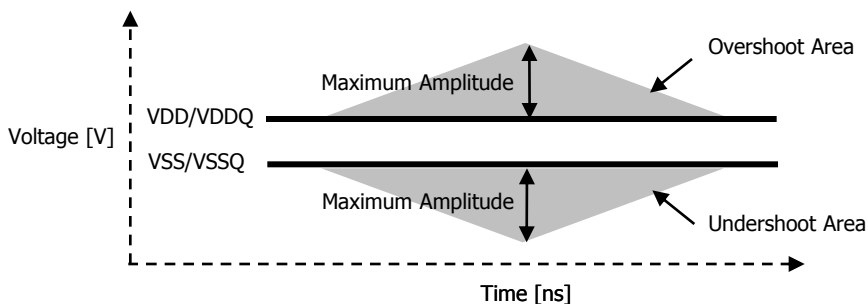 Overshoot Area
Maximum Amplitude
VDD/VDDQ
Voltage [V]
VSS/VSSQ
Maximum Amplitude
Undershoot Area
Time [ns]